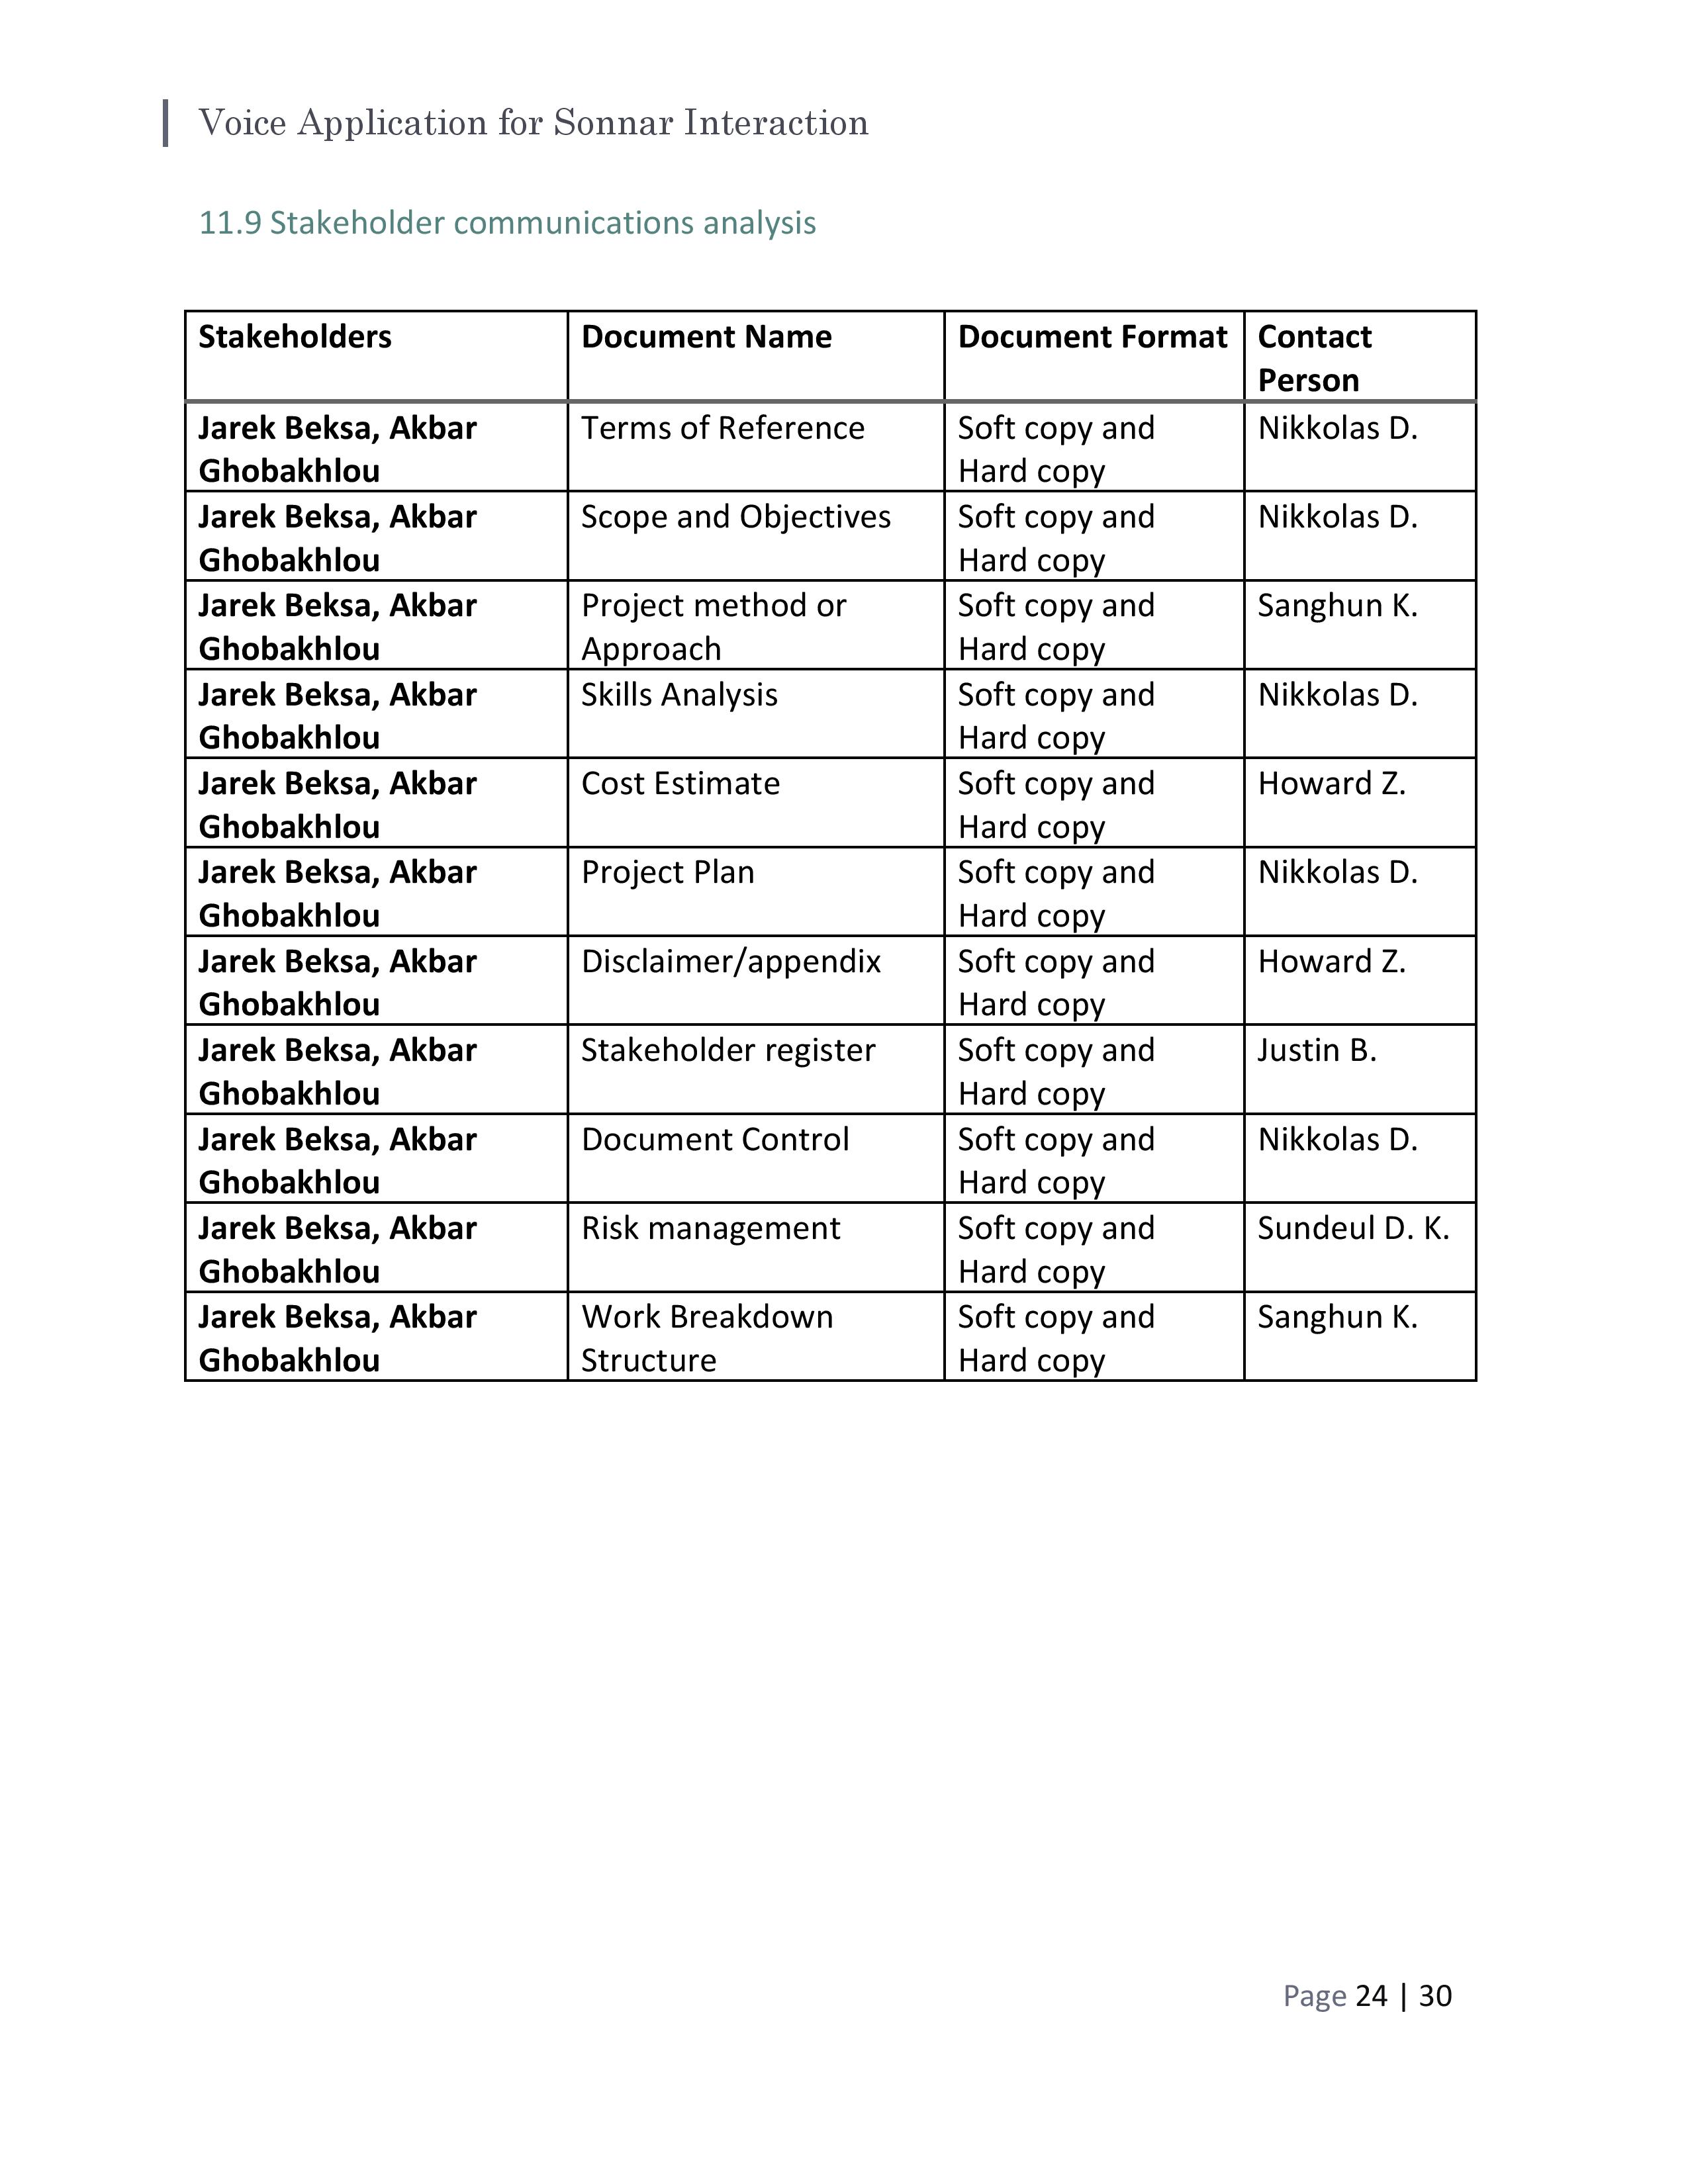 Voice Application for Sonnar Interaction
11.9 Stakeholder communications analysis
Stakeholders Document Name Document Format Contact
Person
Jarek Beksa, Akbar Terms of Reference Soft copy and Nikkolas D.
Ghobakhlou Hard copy
Jarek Beksa, Akbar Scope and Objectives Soft copy and Nikkolas D.
Ghobakhlou Hard copy
Jarek Beksa, Akbar Project method or Soft copy and Sanghun K.
Ghobakhlou Approach Hard copy
Jarek Beksa, Akbar Skills Analysis Soft copy and Nikkolas D.
Ghobakhlou Hard copy
Jarek Beksa, Akbar Cost Estimate Soft copy and Howard Z.
Ghobakhlou Hard copy
Jarek Beksa, Akbar Project Plan Soft copy and Nikkolas D.
Ghobakhlou Hard copy
Jarek Beksa, Akbar Disclaimer/appendix Soft copy and Howard Z.
Ghobakhlou Hard copy
Jarek Beksa, Akbar Stakeholder register Soft copy and Justin B.
Ghobakhlou Hard copy
Jarek Beksa, Akbar Document Control Soft copy and Nikkolas D.
Ghobakhlou Hard copy
Jarek Beksa, Akbar Risk management Soft copy and Sundeul D. K.
Ghobakhlou Hard copy
Jarek Beksa, Akbar Work Breakdown Soft copy and Sanghun K.
Ghobakhlou Structure Hard copy
Page 24 | 30